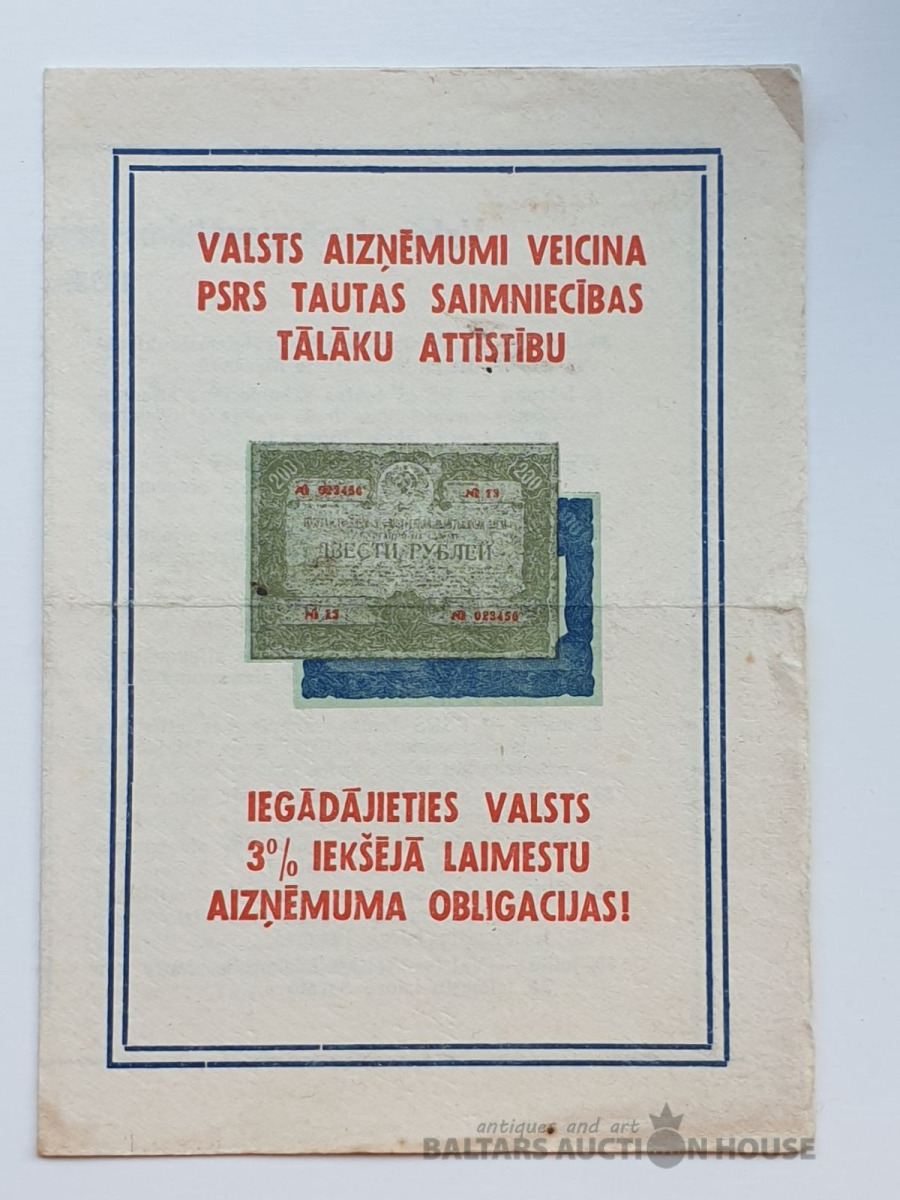 VALSTS AIZŅĒMUMI VEICINA
PSRS TAUTAS SAIMNIECĪBAS
TĀLĀKU ATTĪSTĪBU
200
200
№ 023456
№ 13
ДВЕСТИ РУБЛЕЙ
№ 13
№ 023456
IEGĀDĀJIETIES VALSTS
3% IEKŠĒJĀ LAIMESTU
AIZŅĒMUMA OBLIGACIJAS!
antiques and art
BALTARS AUCTION HOUSE